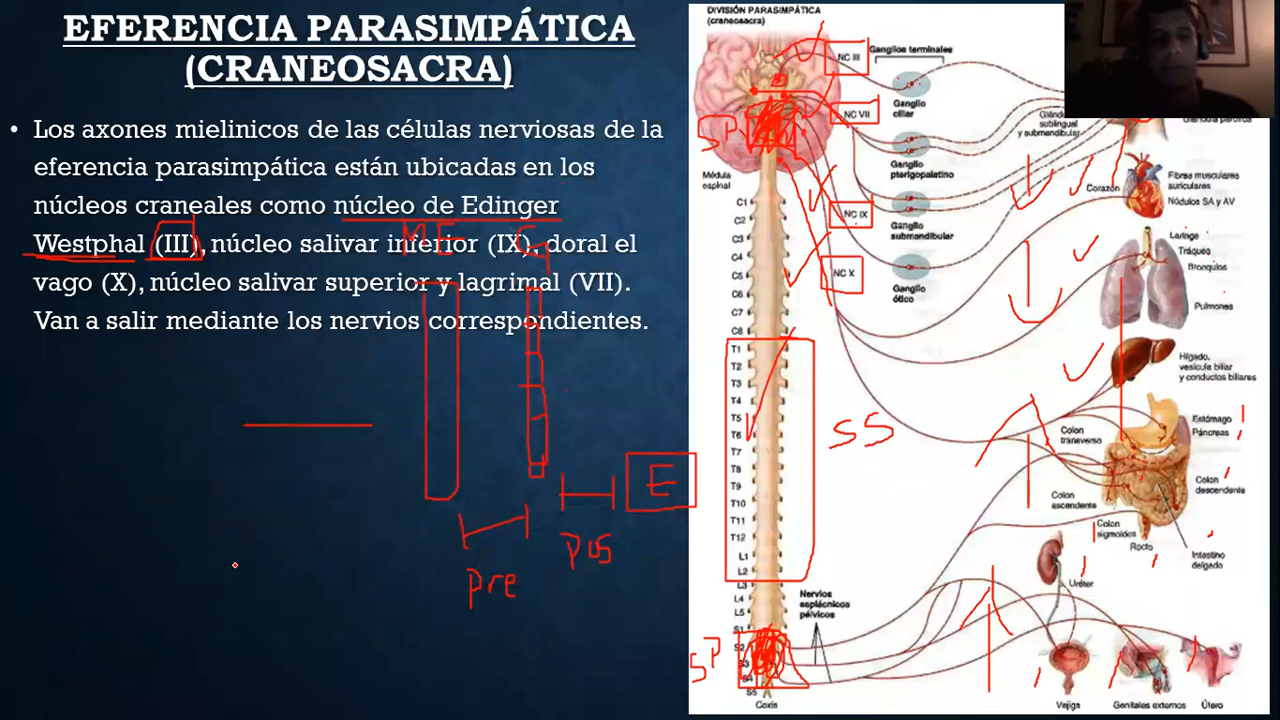 EFERENCIA PARASIMPÁTICA
(CRANEOSACRA)
• Los axones mielinicos de las células nerviosas de la
eferencia parasimpática están ubicadas en los
núcleos craneales como núcleo de Edinger
Westphal (III), núcleo salivar inferior (IX), doral el
vago (X), núcleo salivar superior y lagrimal (VII).
Van a salir mediante los nervios correspondientes.
ME
G
E
pre
pos
DIVISIÓN PARASIMPÁTICA
(craneosacra)
Ganglios terminales
NC III
Ganglio
ciliar
NC VII
Ganglio
pterigopalatino
NC IX
Ganglio
submandibular
NC X
Ganglio
ótico
SP
Médula
espinal
C1
C2
C3
C4
C5
C6
C7
C8
T1
T2
T3
T4
T5
T6
T7
T8
T9
T10
T11
T12
L1
L2
L3
L4
L5
S1
S2
S3
S4
S5
Coxis
SS
SP
Nervios
esplácnicos
pélvicos
sublingual
y submandibular
Glándula parótida
Corazón
Fibras musculares
auriculares
Nódulos SA y AV
Laringe
Tráquea
Bronquios
Pulmones
Hígado,
vesícula biliar
y conductos biliares
Estómago
Páncreas
Colon
transverso
Colon
descendente
Colon
ascendente
Colon
sigmoides
Recto
Intestino
delgado
Uréter
Vejiga
Genitales externos
Útero